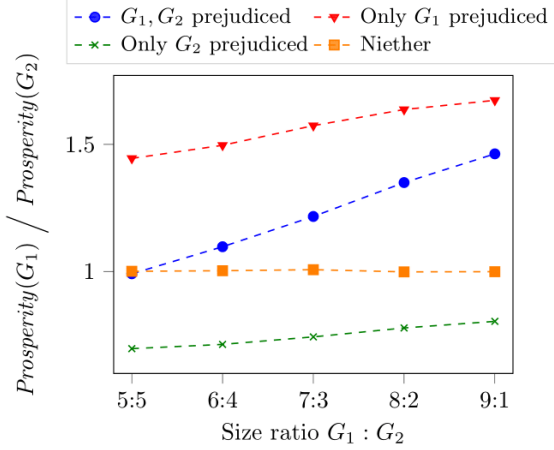 G₁, G₂ prejudiced
Only G₁ prejudiced
Only G₂ prejudiced
Niether
Prosperity(G₁) / Prosperity(G₂)
1.5
1
5:5 6:4 7:3 8:2 9:1
Size ratio G₁ : G₂